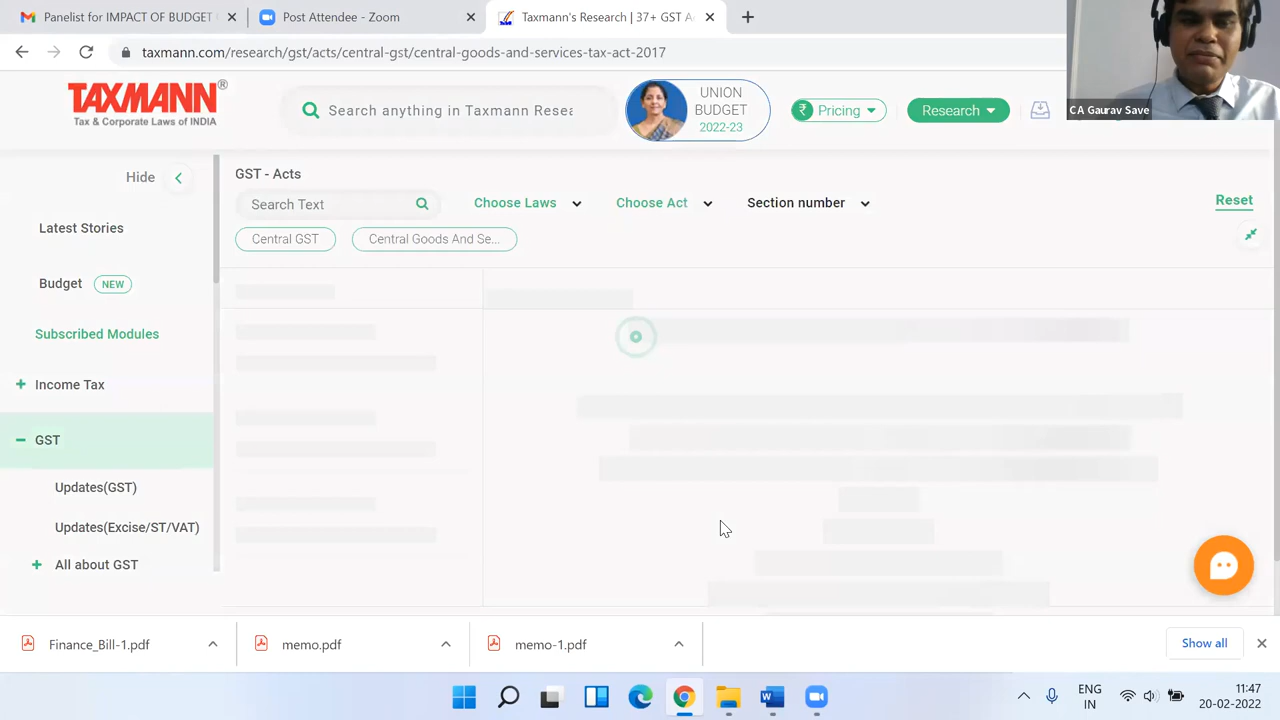 Panelist for IMPACT OF BUDGET
Post Attendee - Zoom
Taxmann's Research | 37+ GST A
taxmann.com/research/gst/acts/central-gst/central-goods-and-services-tax-act-2017
CA Gaurav Save
TAXMANN®
Tax & Corporate Laws of INDIA
Search anything in Taxmann Resea
UNION
BUDGET
2022-23
₹ Pricing
Research
Hide
GST - Acts
Search Text
Choose Laws
Choose Act
Section number
Reset
Central GST
Central Goods And Se...
Latest Stories
Budget NEW
Subscribed Modules
+ Income Tax
− GST
Updates(GST)
Updates(Excise/ST/VAT)
+ All about GST
Finance_Bill-1.pdf
memo.pdf
memo-1.pdf
Show all
ENG
IN
11:47
20-02-2022